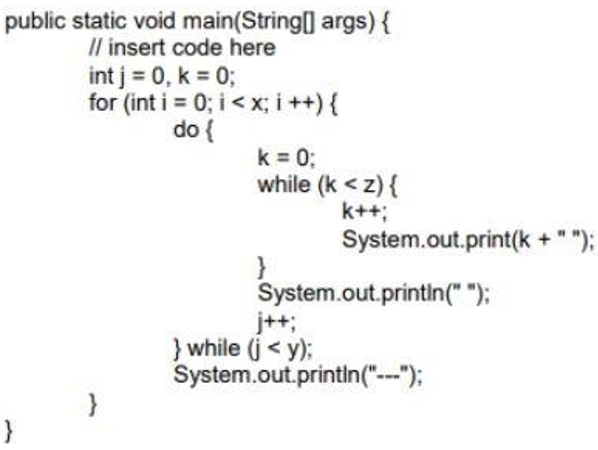 public static void main(String[] args) {
// insert code here
int j = 0, k = 0;
for (int i = 0; i < x; i ++) {
do {
k = 0;
while (k < z) {
k++;
System.out.print(k + " ");
}
System.out.println(" ");
j++;
} while (j < y);
System.out.println("---");
}
}